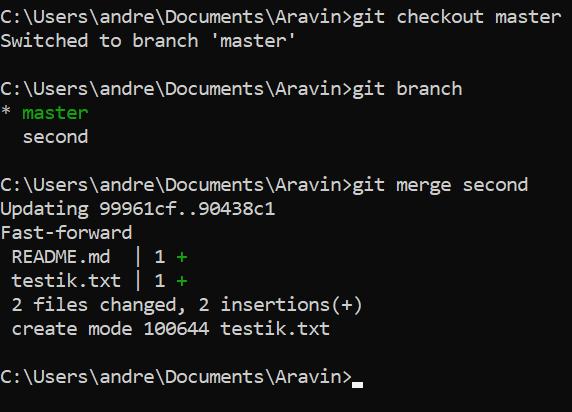 C:\Users\andre\Documents\Aravin>git checkout master
Switched to branch 'master'
C:\Users\andre\Documents\Aravin>git branch
* master
  second
C:\Users\andre\Documents\Aravin>git merge second
Updating 99961cf..90438c1
Fast-forward
 README.md  | 1 +
 testik.txt | 1 +
 2 files changed, 2 insertions(+)
 create mode 100644 testik.txt
C:\Users\andre\Documents\Aravin>